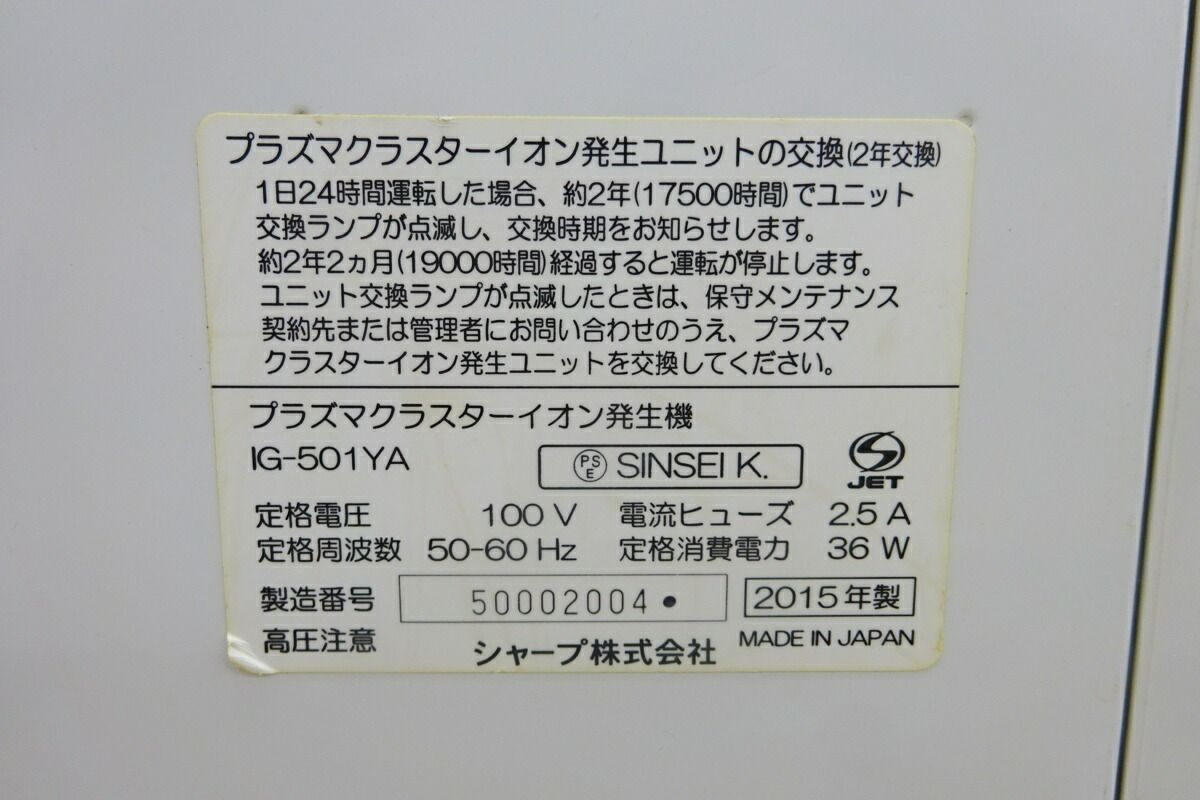 プラズマクラスターイオン発生ユニットの交換(2年交換)
1日24時間運転した場合、約2年(17500時間)でユニット
交換ランプが点滅し、交換時期をお知らせします。
約2年2ヵ月(19000時間)経過すると運転が停止します。
ユニット交換ランプが点滅したときは、保守メンテナンス
契約先または管理者にお問い合わせのうえ、プラズマ
クラスターイオン発生ユニットを交換してください。
プラズマクラスターイオン発生機
IG-501YA PSE SINSEI K. JET
定格電圧 100 V 電流ヒューズ 2.5 A
定格周波数 50-60 Hz 定格消費電力 36 W
製造番号 50002004• 2015年製
高圧注意 シャープ株式会社 MADE IN JAPAN